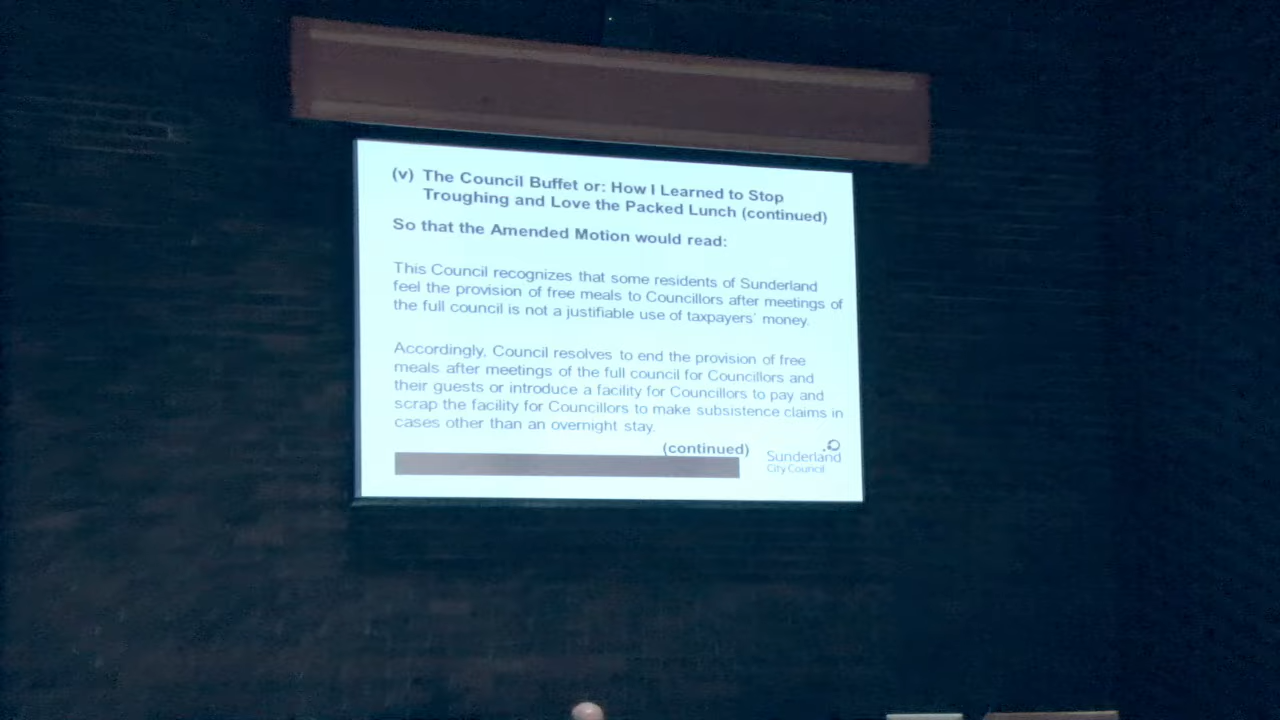 (v) The Council Buffet or: How I Learned to Stop
Troughing and Love the Packed Lunch (continued)
So that the Amended Motion would read:
This Council recognizes that some residents of Sunderland
feel the provision of free meals to Councillors after meetings of
the full council is not a justifiable use of taxpayers' money.
Accordingly, Council resolves to end the provision of free
meals after meetings of the full council for Councillors and
their guests or introduce a facility for Councillors to pay and
scrap the facility for Councillors to make subsistence claims in
cases other than an overnight stay.
(continued)
Sunderland
City Council